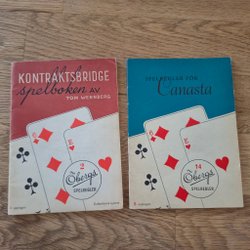 KONTRAKTSBRIDGE
spelboken AV
TOM WERNBERG
2
Öbergs
SPELREGLER
SPELREGLER FÖR
Canasta
14
Öbergs
SPELREGLER